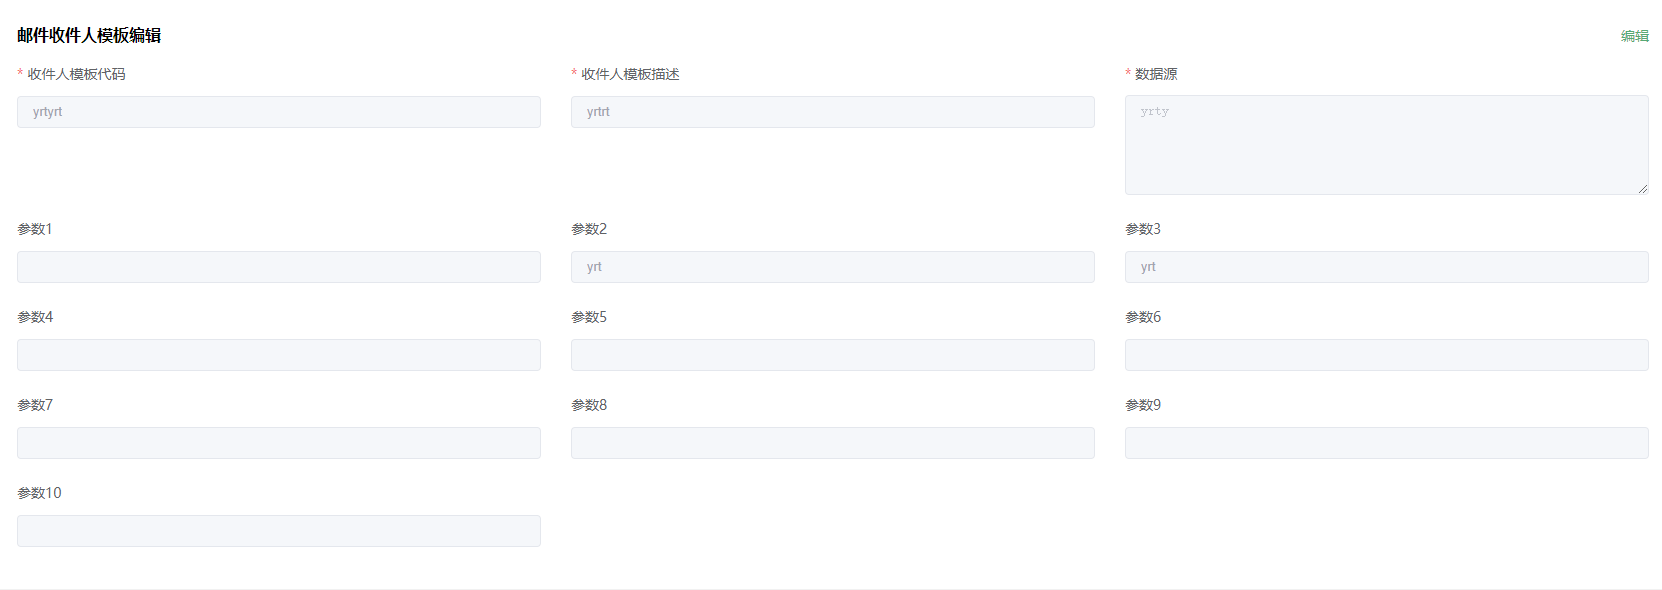 邮件收件人模板编辑
编辑
* 收件人模板代码
* 收件人模板描述
* 数据源
yrtyrt
yrtrt
yrty
参数1
参数2
参数3
yrt
yrt
参数4
参数5
参数6
参数7
参数8
参数9
参数10